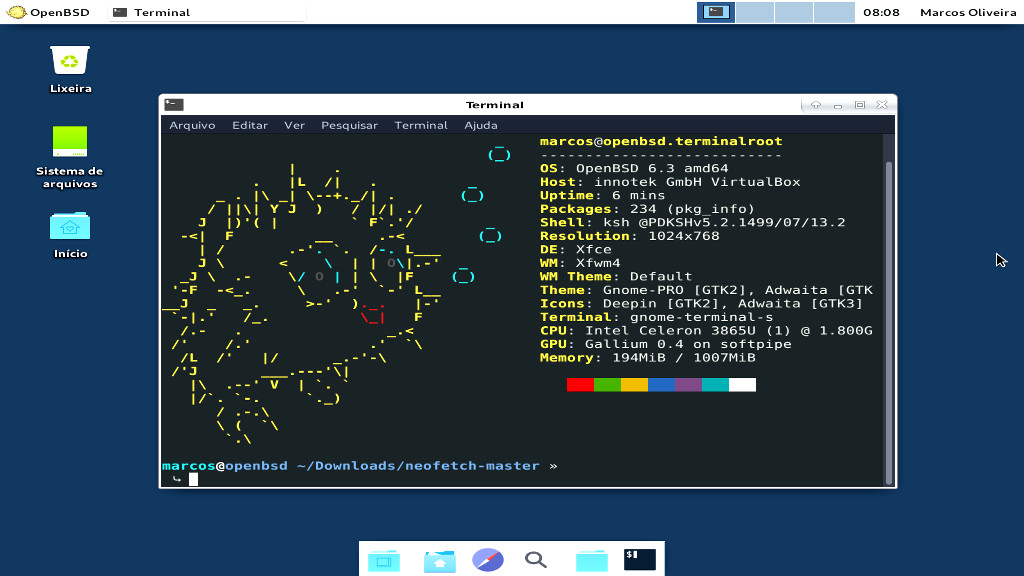 OpenBSD
Terminal
08:08
Marcos Oliveira
Lixeira
Sistema de
arquivos
Início
Terminal
Arquivo Editar Ver Pesquisar Terminal Ajuda
marcos@openbsd.terminalroot
---------------------------
OS: OpenBSD 6.3 amd64
Host: innotek GmbH VirtualBox
Uptime: 6 mins
Packages: 234 (pkg_info)
Shell: ksh @PDKSHv5.2.1499/07/13.2
Resolution: 1024x768
DE: Xfce
WM: Xfwm4
WM Theme: Default
Theme: Gnome-PRO [GTK2], Adwaita [GTK
Icons: Deepin [GTK2], Adwaita [GTK3]
Terminal: gnome-terminal-s
CPU: Intel Celeron 3865U (1) @ 1.800G
GPU: Gallium 0.4 on softpipe
Memory: 194MiB / 1007MiB
marcos@openbsd ~/Downloads/neofetch-master »
↪
$